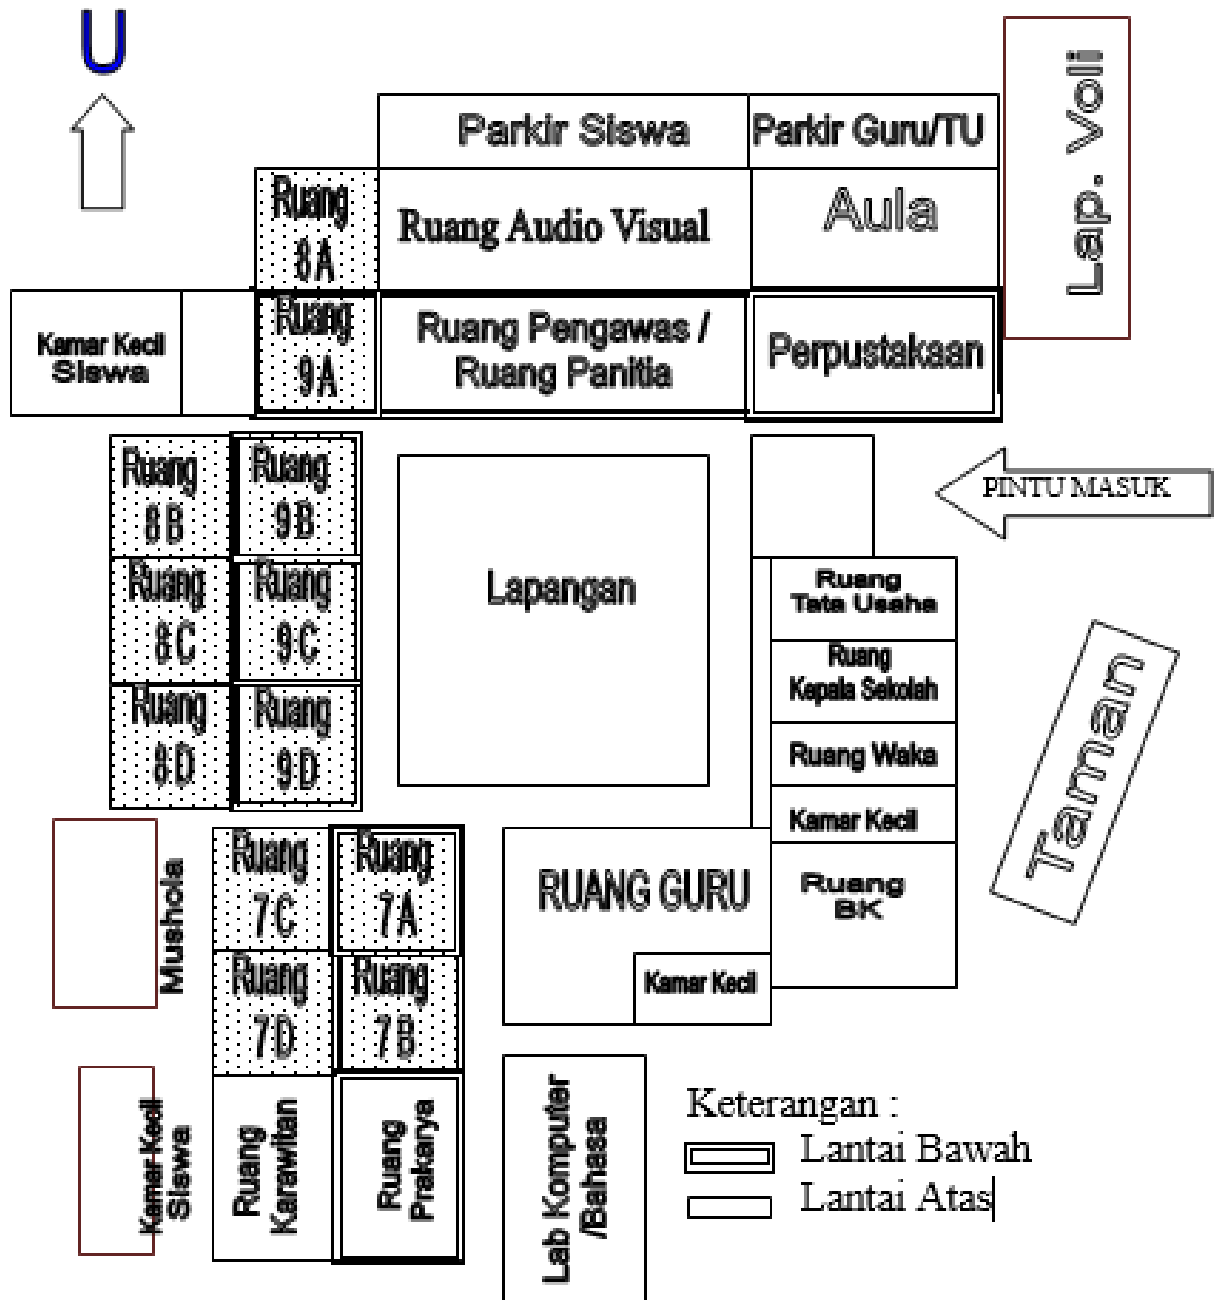 U
Parkir Siswa
Parkir Guru/TU
Lap. Voli
Ruang
8A
Ruang Audio Visual
Aula
Kamar Kecil
Siswa
Ruang
9A
Ruang Pengawas /
Ruang Panitia
Perpustakaan
Ruang
8B
Ruang
9B
PINTU MASUK
Ruang
8C
Ruang
9C
Lapangan
Ruang
Tata Usaha
Ruang
Kepala Sekolah
Ruang
8D
Ruang
9D
Ruang Waka
Kamar Kecil
Taman
Mushola
Ruang
7C
Ruang
7A
RUANG GURU
Ruang
BK
Ruang
7D
Ruang
7B
Kamar Kecil
Kamar Kecil
Siswa
Ruang
Karawitan
Ruang
Prakarya
Lab Komputer
/Bahasa
Keterangan :
Lantai Bawah
Lantai Atas